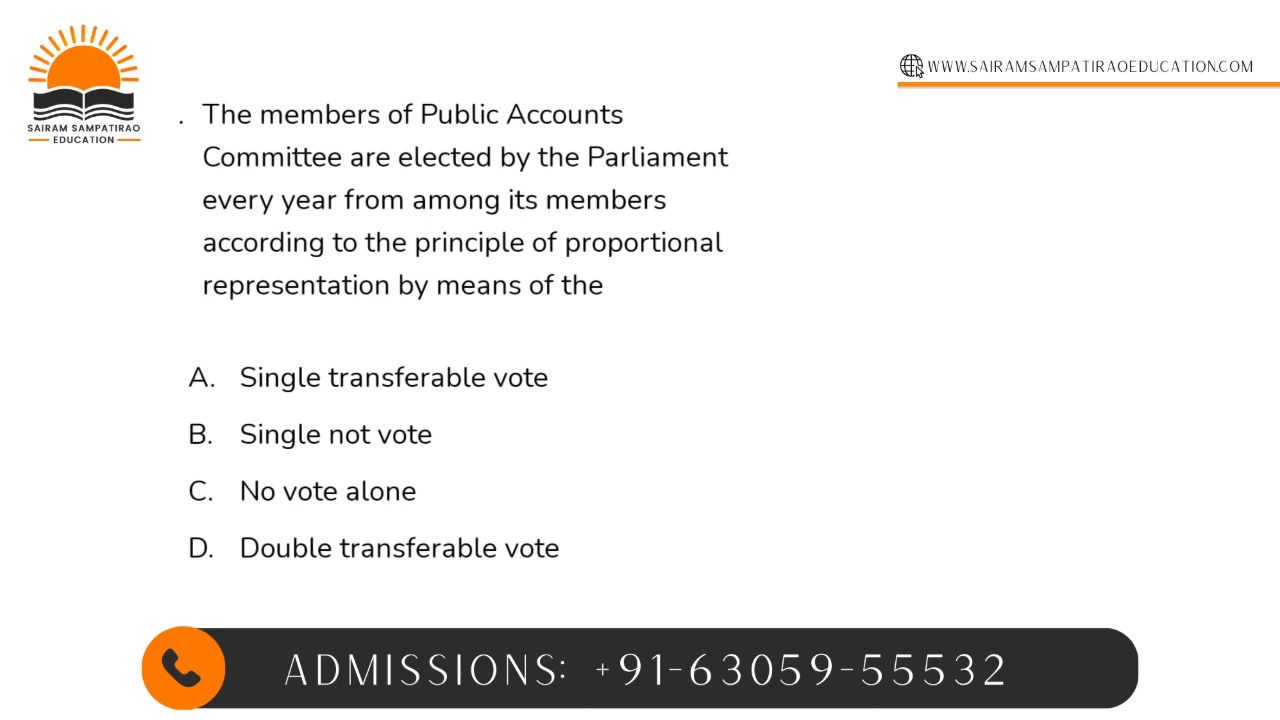 SAIRAM SAMPATIRAO
EDUCATION
WWW.SAIRAMSAMPATIRAOEDUCATION.COM
. The members of Public Accounts
Committee are elected by the Parliament
every year from among its members
according to the principle of proportional
representation by means of the
A. Single transferable vote
B. Single not vote
C. No vote alone
D. Double transferable vote
ADMISSIONS: +91-63059-55532